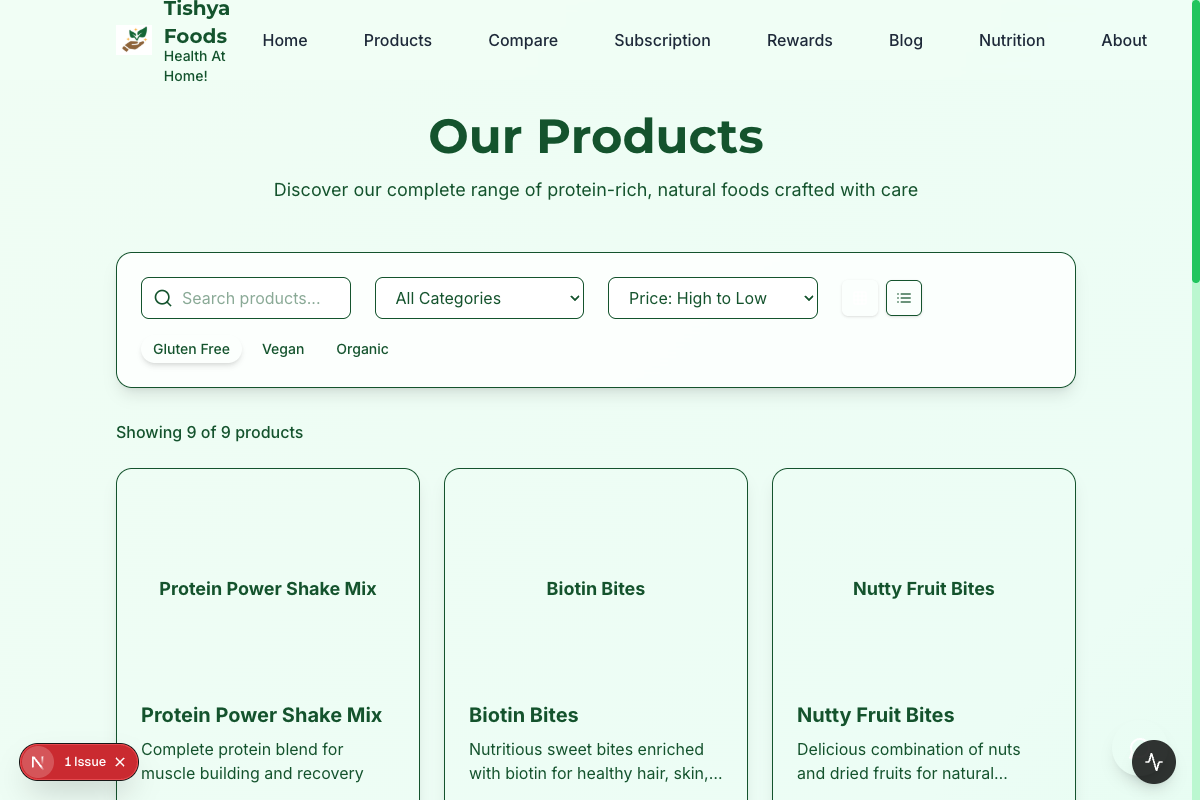 Tishya
Foods
Health At
Home!
Home
Products
Compare
Subscription
Rewards
Blog
Nutrition
About
Our Products
Discover our complete range of protein-rich, natural foods crafted with care
Search products...
All Categories
Price: High to Low
Gluten Free
Vegan
Organic
Showing 9 of 9 products
Protein Power Shake Mix
Biotin Bites
Nutty Fruit Bites
Protein Power Shake Mix
Complete protein blend for
muscle building and recovery
Biotin Bites
Nutritious sweet bites enriched
with biotin for healthy hair, skin,...
Nutty Fruit Bites
Delicious combination of nuts
and dried fruits for natural...
N
1 Issue